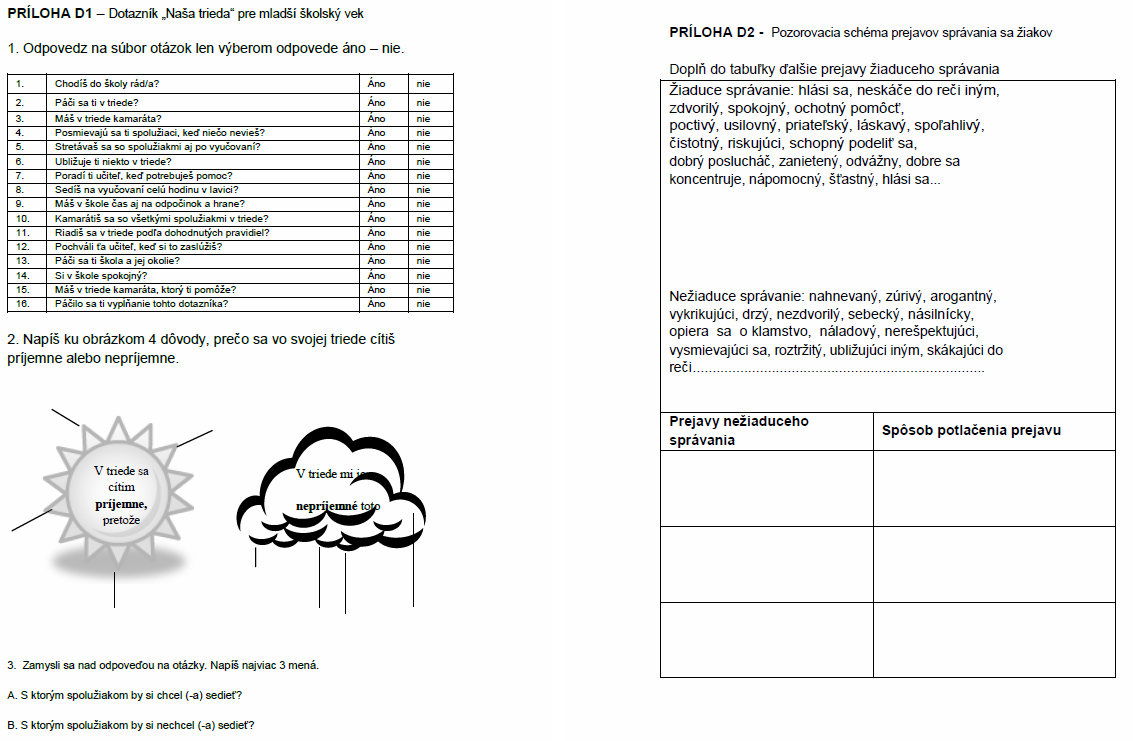 PRÍLOHA D1 – Dotazník „Naša trieda“ pre mladší školský vek
1. Odpovedz na súbor otázok len výberom odpovede áno – nie.
1. Chodíš do školy rád/a? Áno nie
2. Páči sa ti v triede? Áno nie
3. Máš v triede kamaráta? Áno nie
4. Posmievajú sa ti spolužiaci, keď niečo nevieš? Áno nie
5. Stretávaš sa so spolužiakmi aj po vyučovaní? Áno nie
6. Ubližuje ti niekto v triede? Áno nie
7. Poradí ti učiteľ, keď potrebuješ pomoc? Áno nie
8. Sedíš na vyučovaní celú hodinu v lavici? Áno nie
9. Máš v škole čas aj na odpočinok a hrane? Áno nie
10. Kamarátiš sa so všetkými spolužiakmi v triede? Áno nie
11. Riadiš sa v triede podľa dohodnutých pravidiel? Áno nie
12. Pochváli ťa učiteľ, keď si to zaslúžiš? Áno nie
13. Páči sa ti škola a jej okolie? Áno nie
14. Si v škole spokojný? Áno nie
15. Máš v triede kamaráta, ktorý ti pomôže? Áno nie
16. Páčilo sa ti vypĺňanie tohto dotazníka? Áno nie
2. Napíš ku obrázkom 4 dôvody, prečo sa vo svojej triede cítiš
príjemne alebo nepríjemne.
V triede sa
cítim
príjemne,
pretože
V triede mi je
nepríjemné toto
3. Zamysli sa nad odpoveďou na otázky. Napíš najviac 3 mená.
A. S ktorým spolužiakom by si chcel (-a) sedieť?
B. S ktorým spolužiakom by si nechcel (-a) sedieť?
PRÍLOHA D2 - Pozorovacia schéma prejavov správania sa žiakov
Doplň do tabuľky ďalšie prejavy žiaduceho správania
Žiaduce správanie: hlási sa, neskáče do reči iným,
zdvorilý, spokojný, ochotný pomôcť,
poctivý, usilovný, priateľský, láskavý, spoľahlivý,
čistotný, riskujúci, schopný podeliť sa,
dobrý poslucháč, zanietený, odvážny, dobre sa
koncentruje, nápomocný, šťastný, hlási sa...
Nežiaduce správanie: nahnevaný, zúrivý, arogantný,
vykrikujúci, drzý, nezdvorilý, sebecký, násilnícky,
opiera sa o klamstvo, náladový, nerešpektujúci,
vysmievajúci sa, roztržitý, ubližujúci iným, skákajúci do
reči........................................................................
Prejavy nežiaduceho
správania
Spôsob potlačenia prejavu